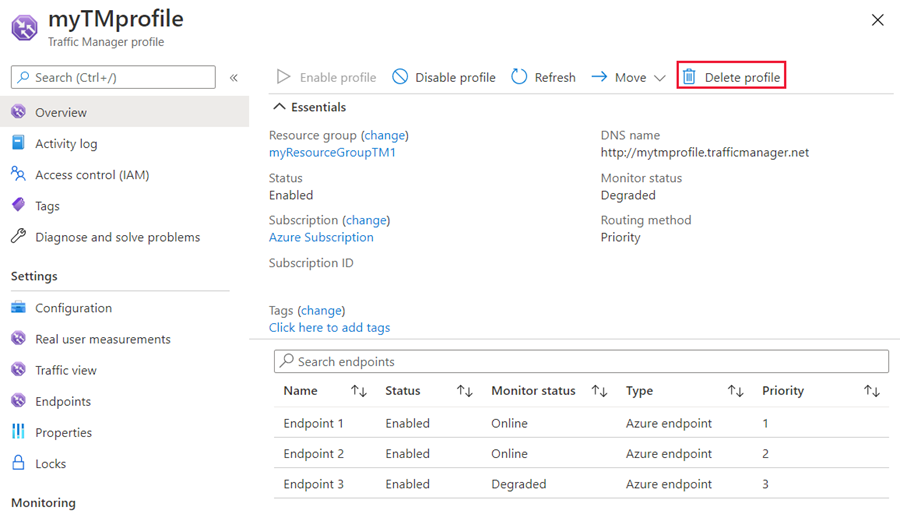 myTMprofile
Traffic Manager profile
Search (Ctrl+/)
«
Overview
Activity log
Access control (IAM)
Tags
Diagnose and solve problems
Settings
Configuration
Real user measurements
Traffic view
Endpoints
Properties
Locks
Monitoring
Enable profile Disable profile Refresh Move Delete profile
Essentials
Resource group (change)
myResourceGroupTM1
Status
Enabled
Subscription (change)
Azure Subscription
Subscription ID
DNS name
http://mytmprofile.trafficmanager.net
Monitor status
Degraded
Routing method
Priority
Tags (change)
Click here to add tags
Search endpoints
Name Status Monitor status Type Priority
Endpoint 1 Enabled Online Azure endpoint 1
Endpoint 2 Enabled Online Azure endpoint 2
Endpoint 3 Enabled Degraded Azure endpoint 3